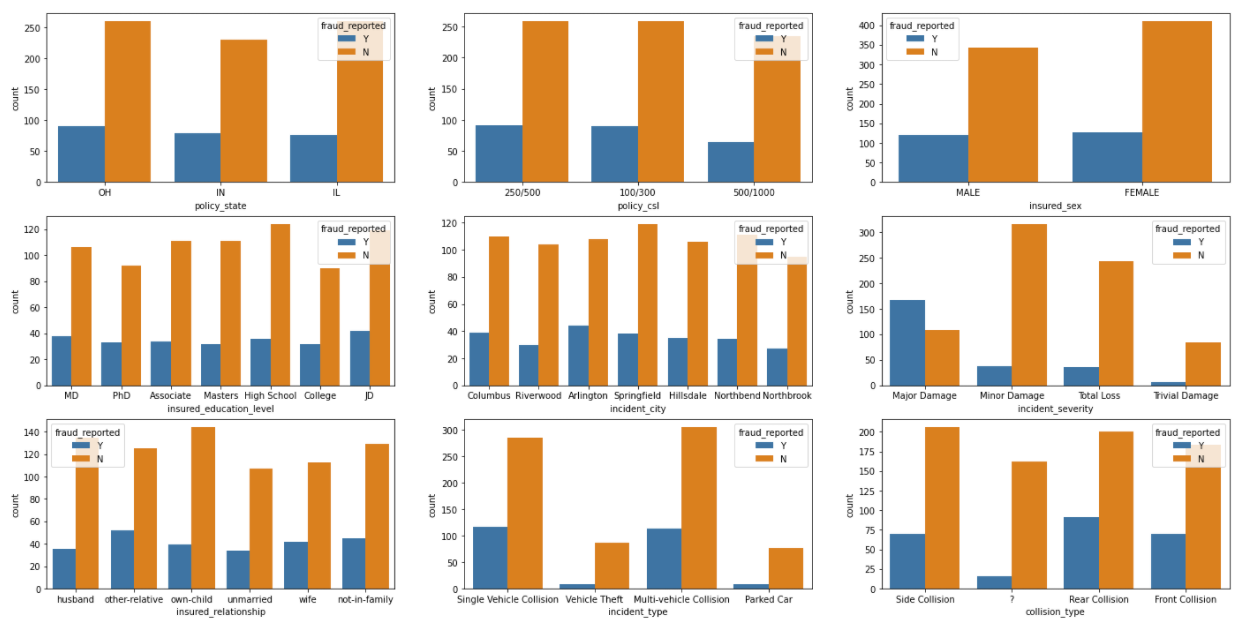 fraud_reported
Y
N
250
200
150
100
50
0
count
OH IN IL
policy_state
fraud_reported
Y
N
250
200
150
100
50
0
count
250/500 100/300 500/1000
policy_csl
fraud_reported
Y
N
400
350
300
250
200
150
100
50
0
count
MALE FEMALE
insured_sex
fraud_reported
Y
N
120
100
80
60
40
20
0
count
MD PhD Associate Masters High School College JD
insured_education_level
fraud_reported
Y
N
120
100
80
60
40
20
0
count
Columbus Riverwood Arlington Springfield Hillsdale Northbend Northbrook
incident_city
fraud_reported
Y
N
300
250
200
150
100
50
0
count
Major Damage Minor Damage Total Loss Trivial Damage
incident_severity
fraud_reported
Y
N
140
120
100
80
60
40
20
0
count
husband other-relative own-child unmarried wife not-in-family
insured_relationship
fraud_reported
Y
N
300
250
200
150
100
50
0
count
Single Vehicle Collision Vehicle Theft Multi-vehicle Collision Parked Car
incident_type
fraud_reported
Y
N
200
175
150
125
100
75
50
25
0
count
Side Collision ? Rear Collision Front Collision
collision_type